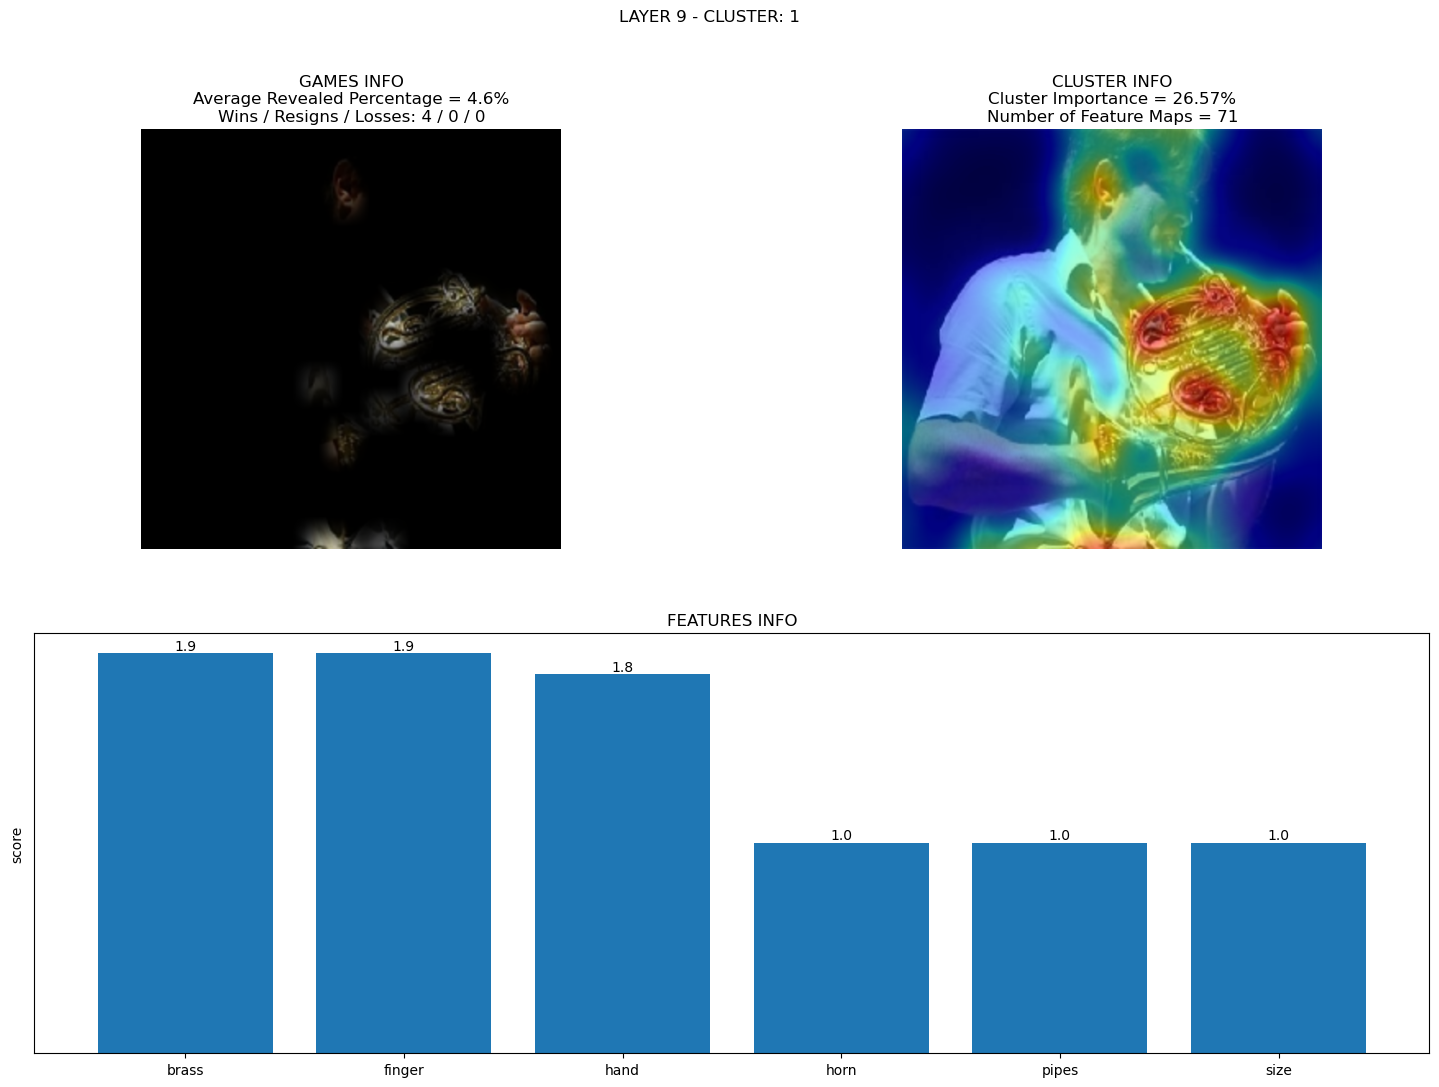 LAYER 9 - CLUSTER: 1
GAMES INFO
Average Revealed Percentage = 4.6%
Wins / Resigns / Losses: 4 / 0 / 0
CLUSTER INFO
Cluster Importance = 26.57%
Number of Feature Maps = 71
FEATURES INFO
score
1.9
1.9
1.8
1.0
1.0
1.0
brass
finger
hand
horn
pipes
size